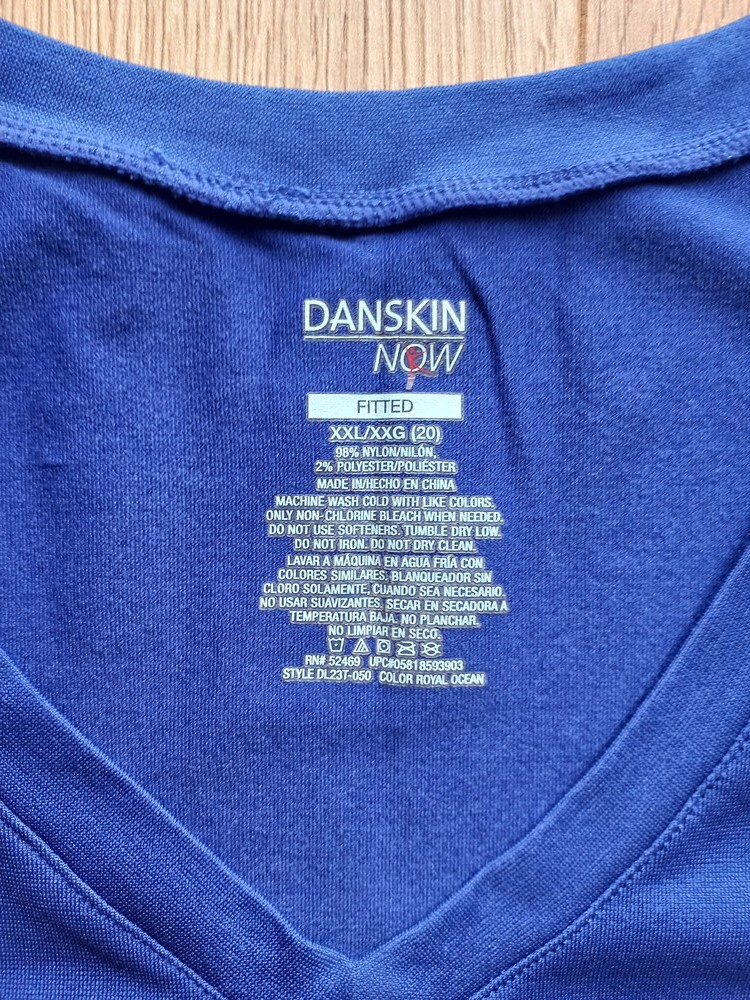 DANSKIN
NOW
FITTED
XXL/XXG (20)
98% NYLON/NILÓN,
2% POLYESTER/POLIÉSTER
MADE IN/HECHO EN CHINA
MACHINE WASH COLD WITH LIKE COLORS.
ONLY NON-CHLORINE BLEACH WHEN NEEDED.
DO NOT USE SOFTENERS. TUMBLE DRY LOW.
DO NOT IRON. DO NOT DRY CLEAN.
LAVAR A MÁQUINA EN AGUA FRÍA CON
COLORES SIMILARES. BLANQUEADOR SIN
CLORO SOLAMENTE, CUANDO SEA NECESARIO.
NO USAR SUAVIZANTES. SECAR EN SECADORA A
TEMPERATURA BAJA. NO PLANCHAR.
NO LIMPIAR EN SECO.
RN# 52469 UPC#05818593903
STYLE DL23T-050 COLOR ROYAL OCEAN